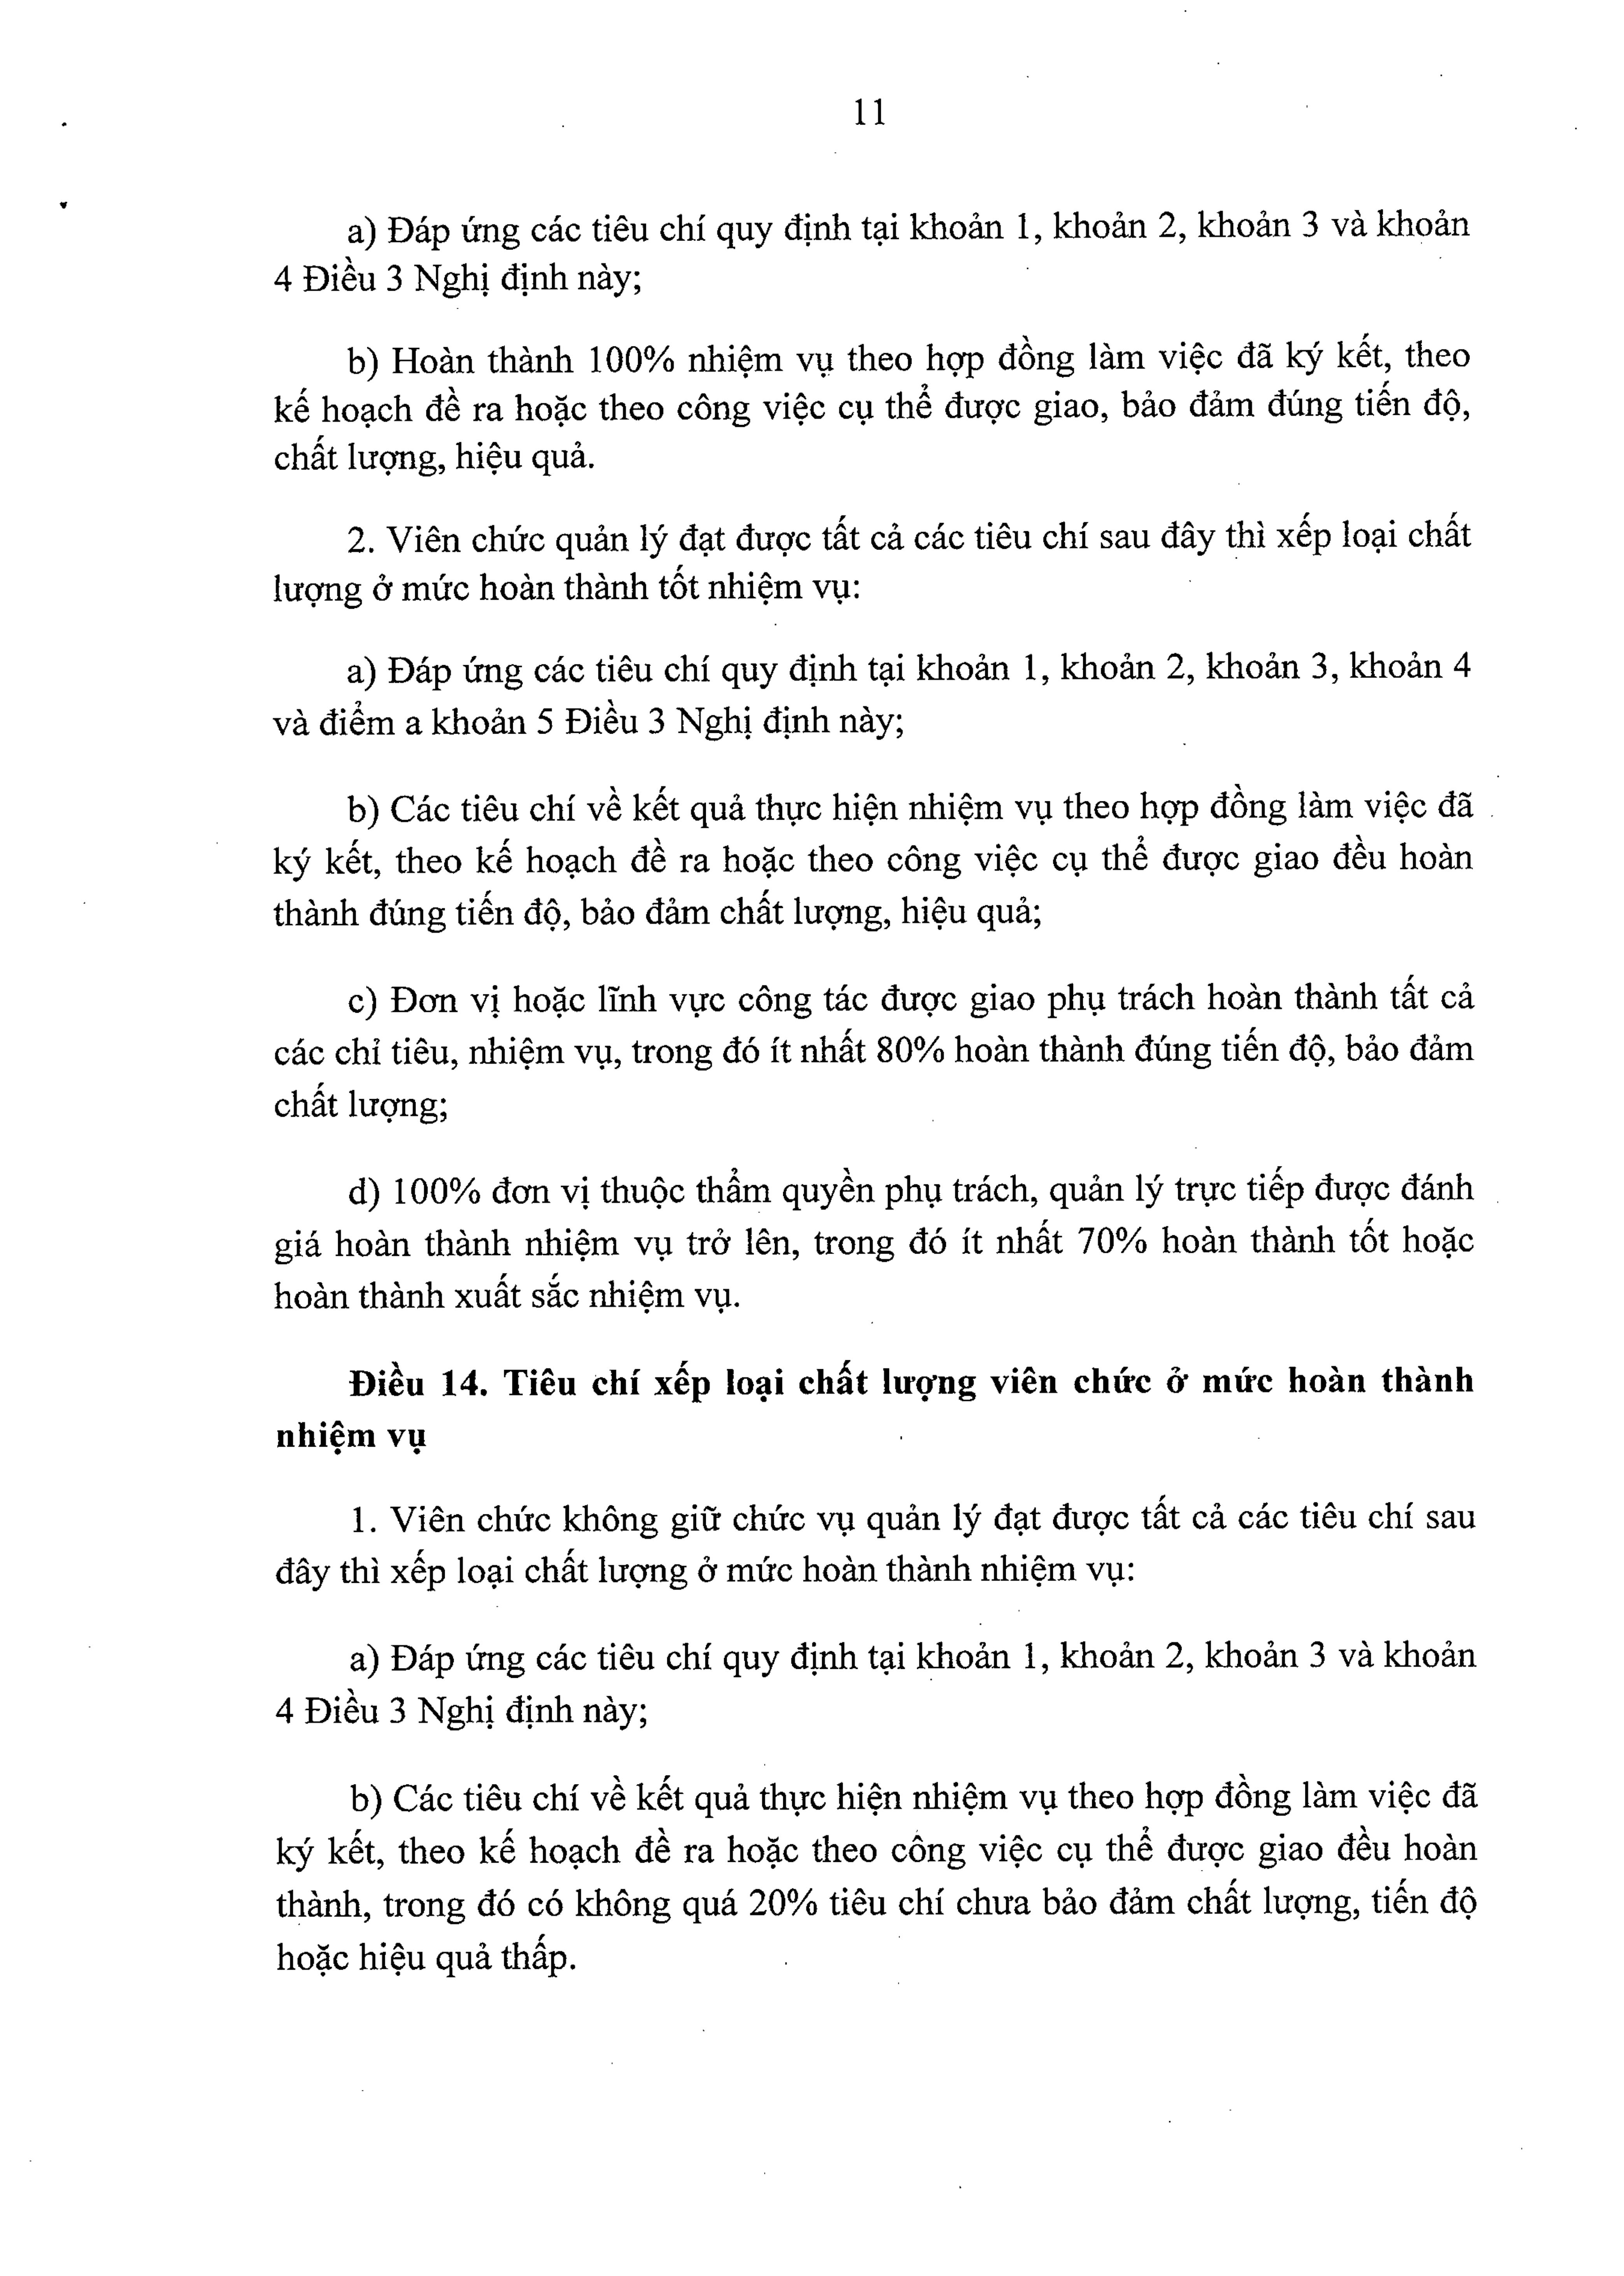 11
a) Đáp ứng các tiêu chí quy định tại khoản 1, khoản 2, khoản 3 và khoản
4 Điều 3 Nghị định này;
b) Hoàn thành 100% nhiệm vụ theo hợp đồng làm việc đã ký kết, theo
kế hoạch đề ra hoặc theo công việc cụ thể được giao, bảo đảm đúng tiến độ,
chất lượng, hiệu quả.
2. Viên chức quản lý đạt được tất cả các tiêu chí sau đây thì xếp loại chất
lượng ở mức hoàn thành tốt nhiệm vụ:
a) Đáp ứng các tiêu chí quy định tại khoản 1, khoản 2, khoản 3, khoản 4
và điểm a khoản 5 Điều 3 Nghị định này;
b) Các tiêu chí về kết quả thực hiện nhiệm vụ theo hợp đồng làm việc đã
ký kết, theo kế hoạch đề ra hoặc theo công việc cụ thể được giao đều hoàn
thành đúng tiến độ, bảo đảm chất lượng, hiệu quả;
c) Đơn vị hoặc lĩnh vực công tác được giao phụ trách hoàn thành tất cả
các chỉ tiêu, nhiệm vụ, trong đó ít nhất 80% hoàn thành đúng tiến độ, bảo đảm
chất lượng;
d) 100% đơn vị thuộc thẩm quyền phụ trách, quản lý trực tiếp được đánh
giá hoàn thành nhiệm vụ trở lên, trong đó ít nhất 70% hoàn thành tốt hoặc
hoàn thành xuất sắc nhiệm vụ.
Điều 14. Tiêu chí xếp loại chất lượng viên chức ở mức hoàn thành
nhiệm vụ
1. Viên chức không giữ chức vụ quản lý đạt được tất cả các tiêu chí sau
đây thì xếp loại chất lượng ở mức hoàn thành nhiệm vụ:
a) Đáp ứng các tiêu chí quy định tại khoản 1, khoản 2, khoản 3 và khoản
4 Điều 3 Nghị định này;
b) Các tiêu chí về kết quả thực hiện nhiệm vụ theo hợp đồng làm việc đã
ký kết, theo kế hoạch đề ra hoặc theo công việc cụ thể được giao đều hoàn
thành, trong đó có không quá 20% tiêu chí chưa bảo đảm chất lượng, tiến độ
hoặc hiệu quả thấp.